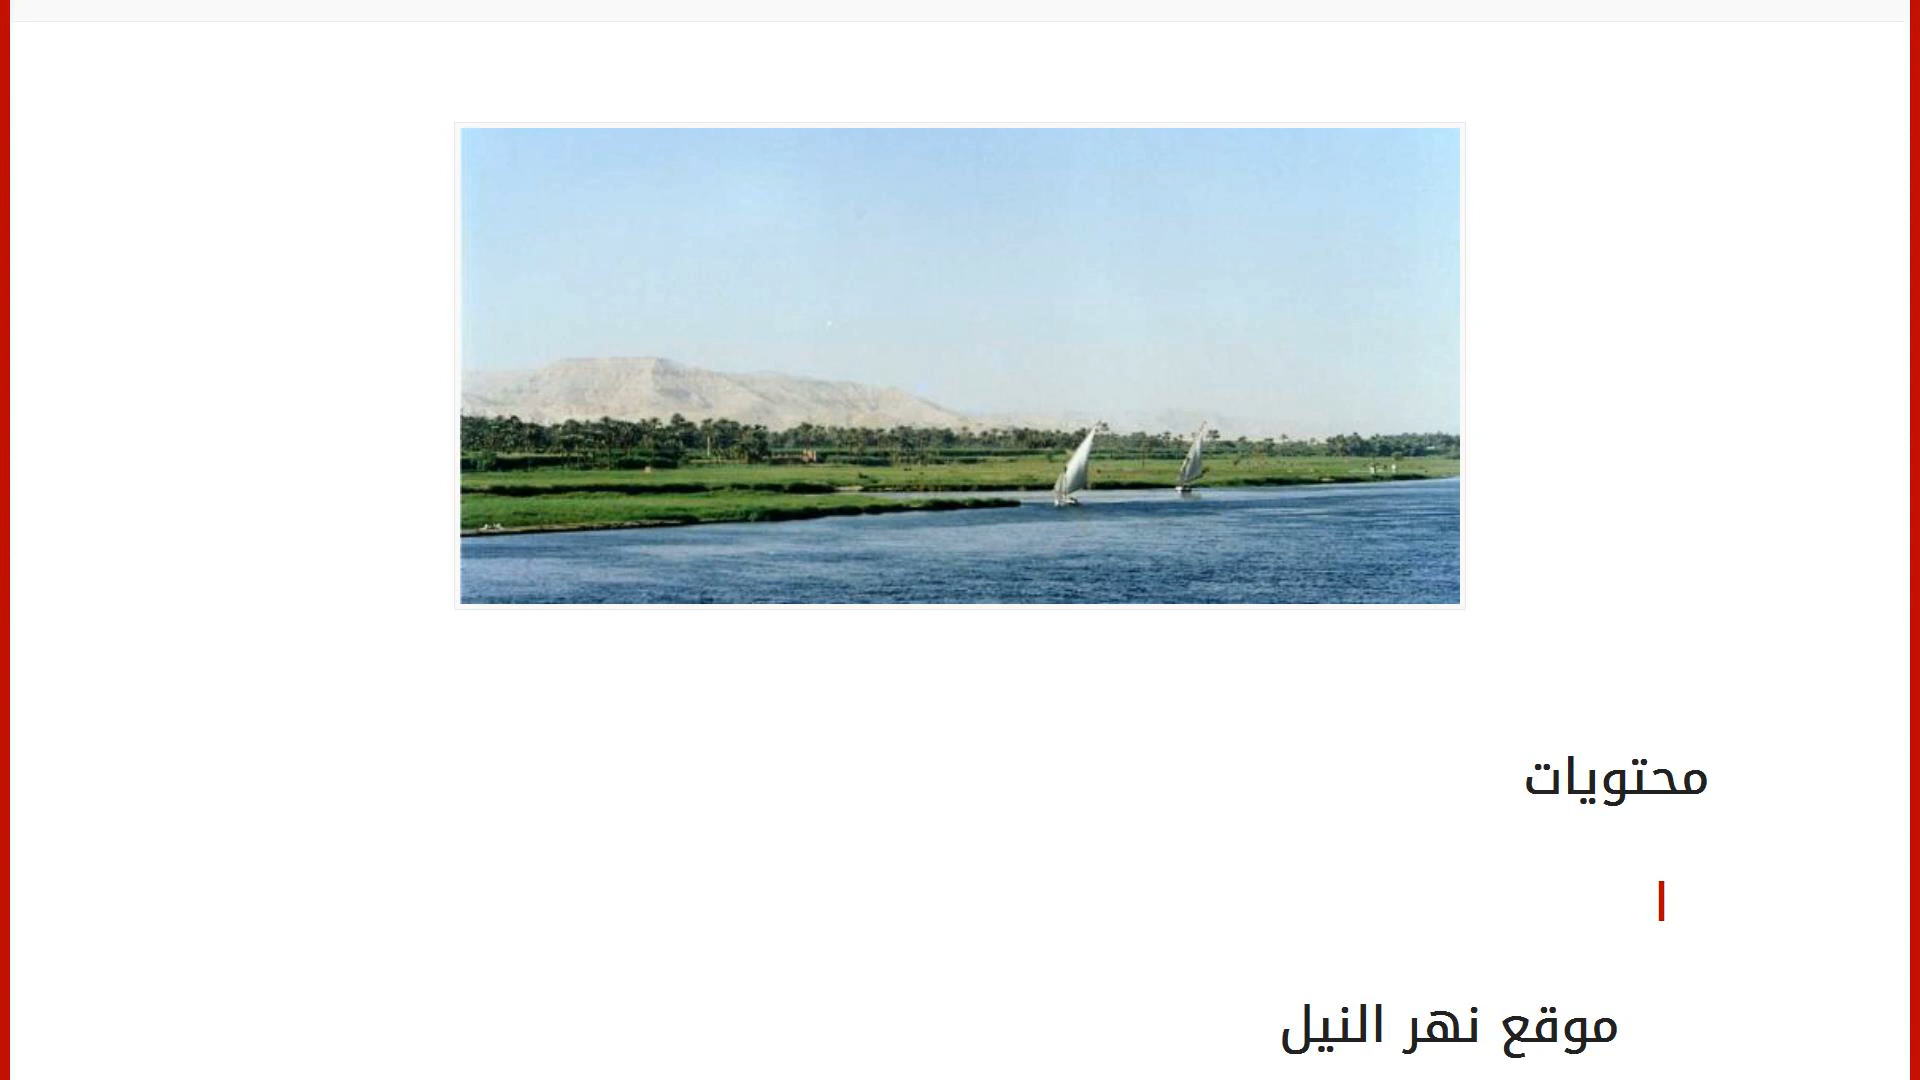 محتويات
ا
موقع نهر النيل